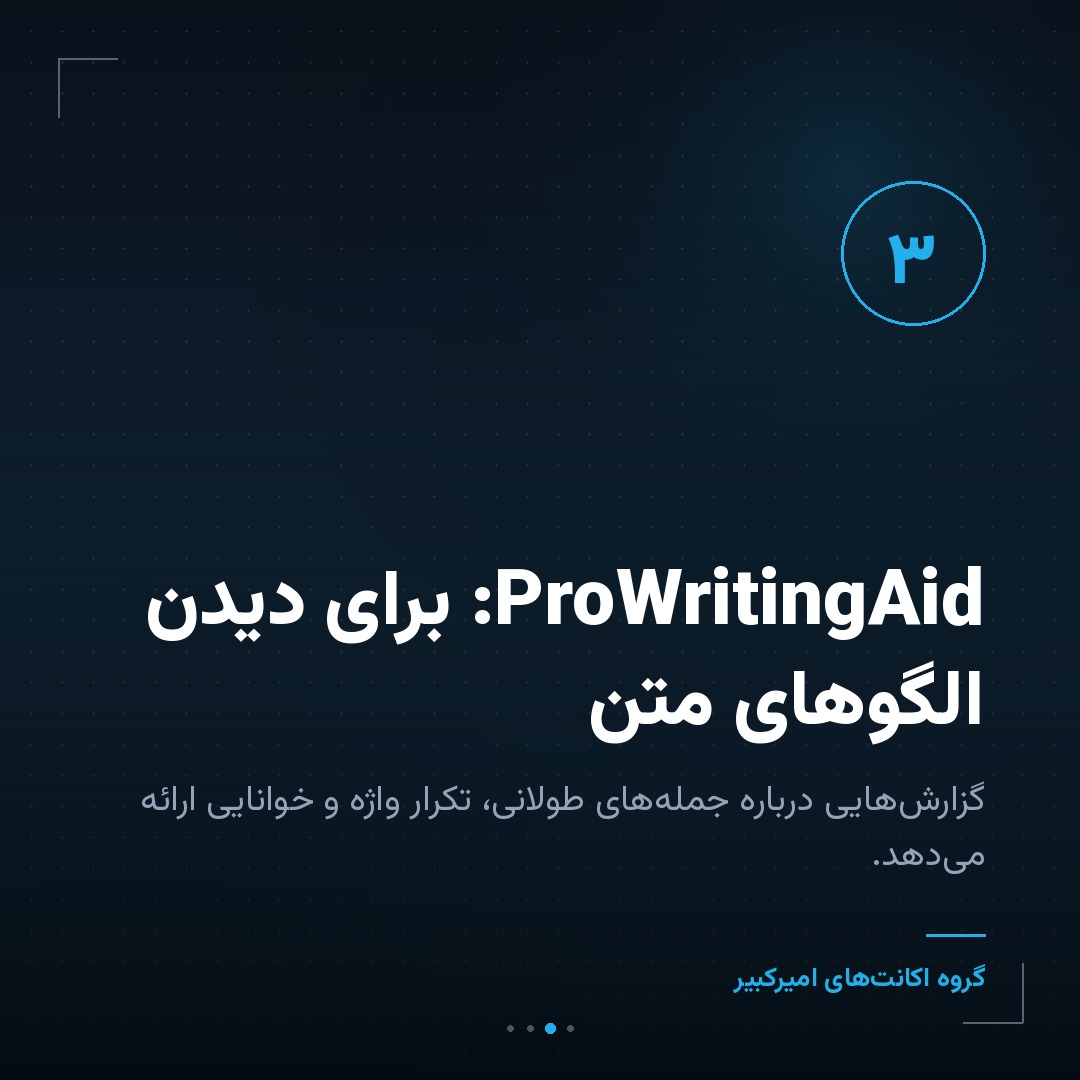 ۳
ProWritingAid: برای دیدن
الگوهای متن
گزارش‌هایی درباره جمله‌های طولانی، تکرار واژه و خوانایی ارائه
می‌دهد.
گروه اکانت‌های امیرکبیر